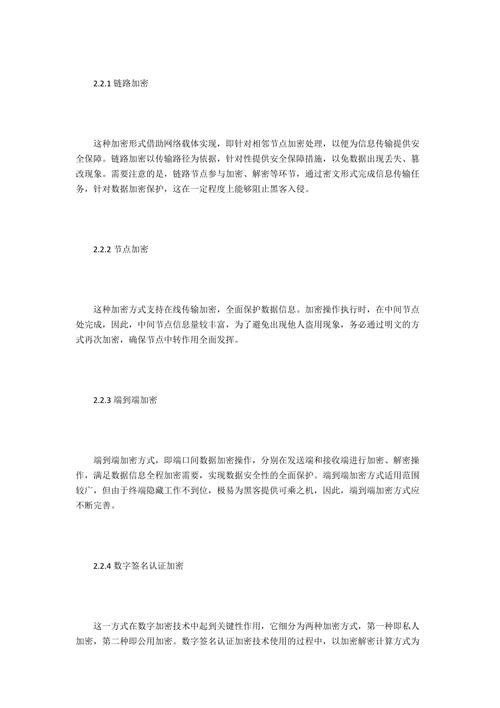 2.2.1 链路加密
这种加密形式借助网络载体实现，即针对相邻节点加密处理，以便为信息传输提供安
全保障。链路加密以传输路径为依据，针对性提供安全保障措施，以免数据出现丢失、篡
改现象。需要注意的是，链路节点参与加密、解密等环节，通过密文形式完成信息传输任
务，针对数据加密保护，这在一定程度上能够阻止黑客入侵。
2.2.2 节点加密
这种加密方式支持在线传输加密，全面保护数据信息。加密操作执行时，在中间节点
处完成，因此，中间节点信息量较丰富，为了避免出现他人盗用现象，务必通过明文的方
式再次加密，确保节点中转作用全面发挥。
2.2.3 端到端加密
端到端加密方式，即端口间数据加密操作，分别在发送端和接收端进行加密、解密操
作，满足数据信息全程加密需要，实现数据安全性的全面保护。端到端加密方式适用范围
较广，但由于终端隐藏工作不到位，极易为黑客提供可乘之机，因此，端到端加密方式应
不断完善。
2.2.4 数字签名认证加密
这一方式在数字加密技术中起到关键性作用，它细分为两种加密方式，第一种即私人
加密，第二种即公用加密。数字签名认证加密技术使用的过程中，以加密解密计算方式为